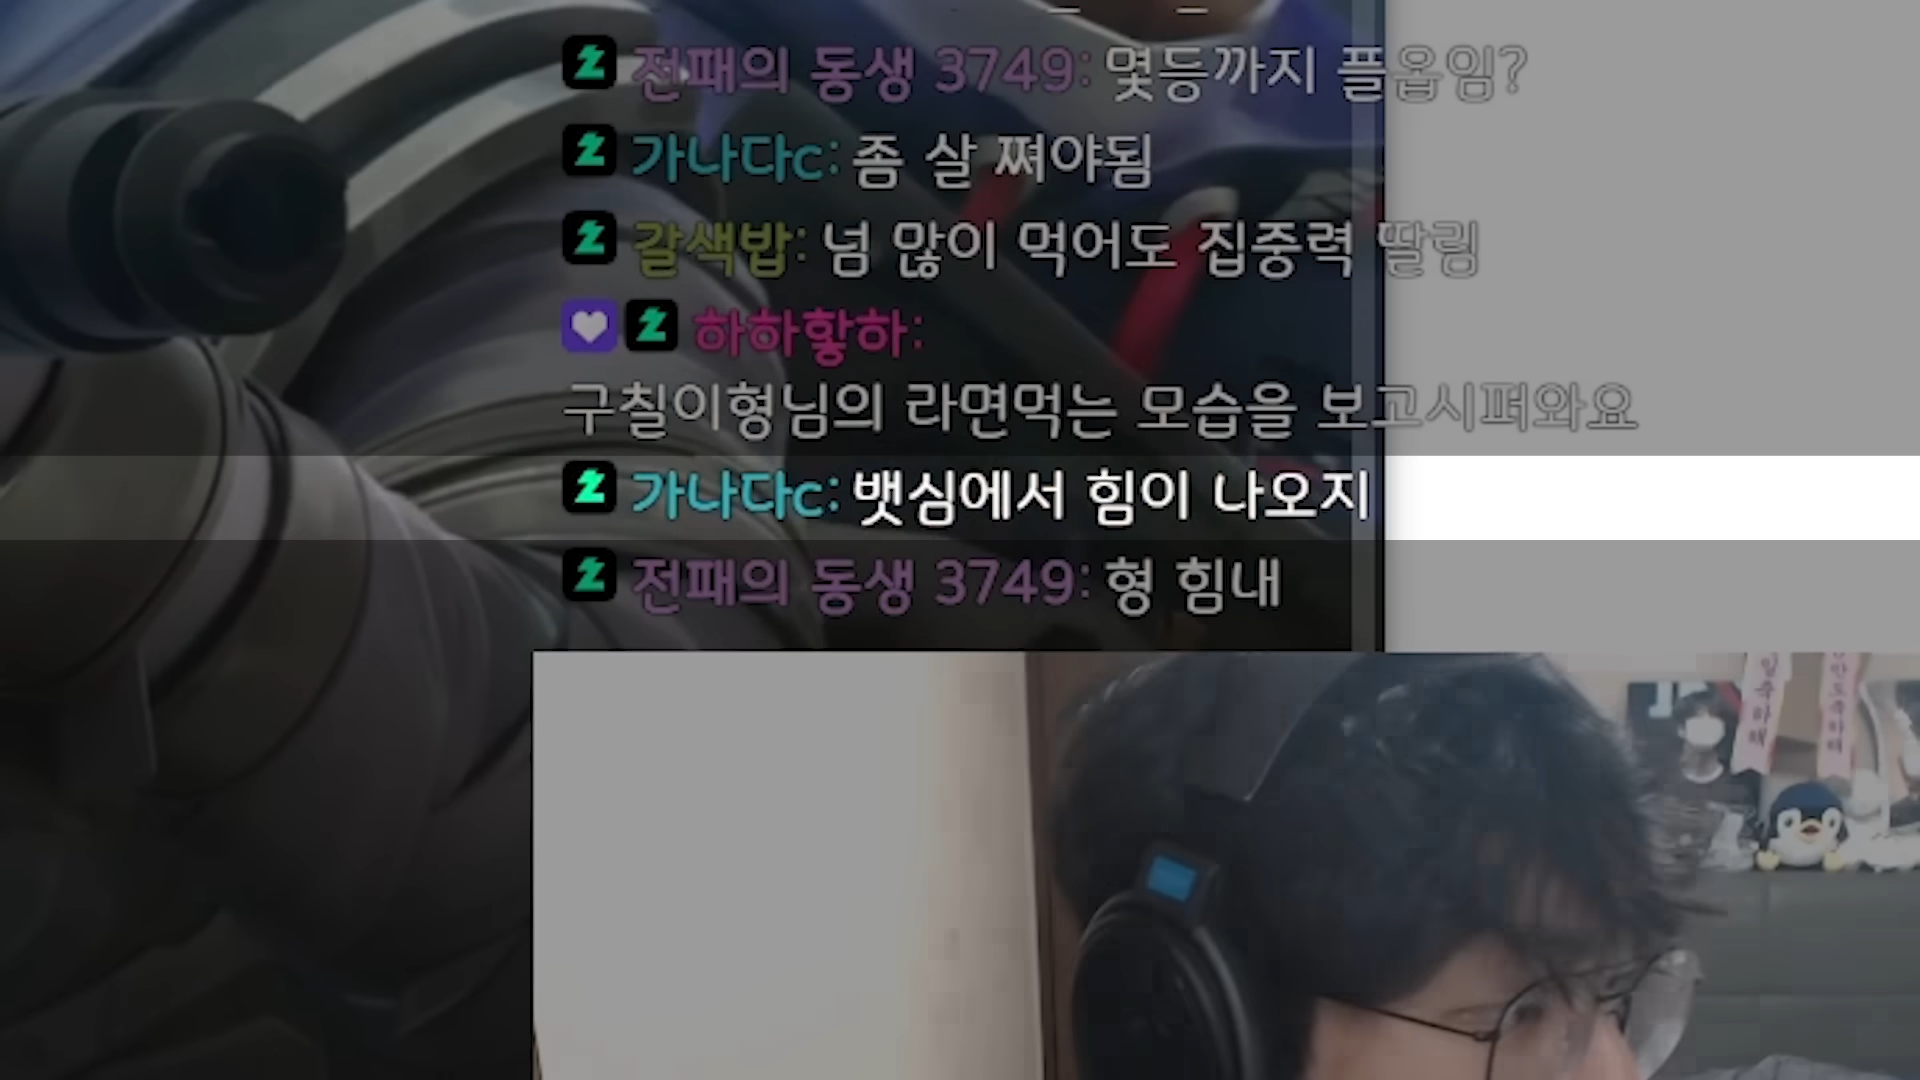 전패의 동생 3749: 몇등까지 플옵임?
가나다c: 좀 살 쪄야됨
갈색밥: 넘 많이 먹어도 집중력 딸림
하하핳하:
구칠이형님의 라면먹는 모습을 보고시퍼와요
가나다c: 뱃심에서 힘이 나오지
전패의 동생 3749: 형 힘내